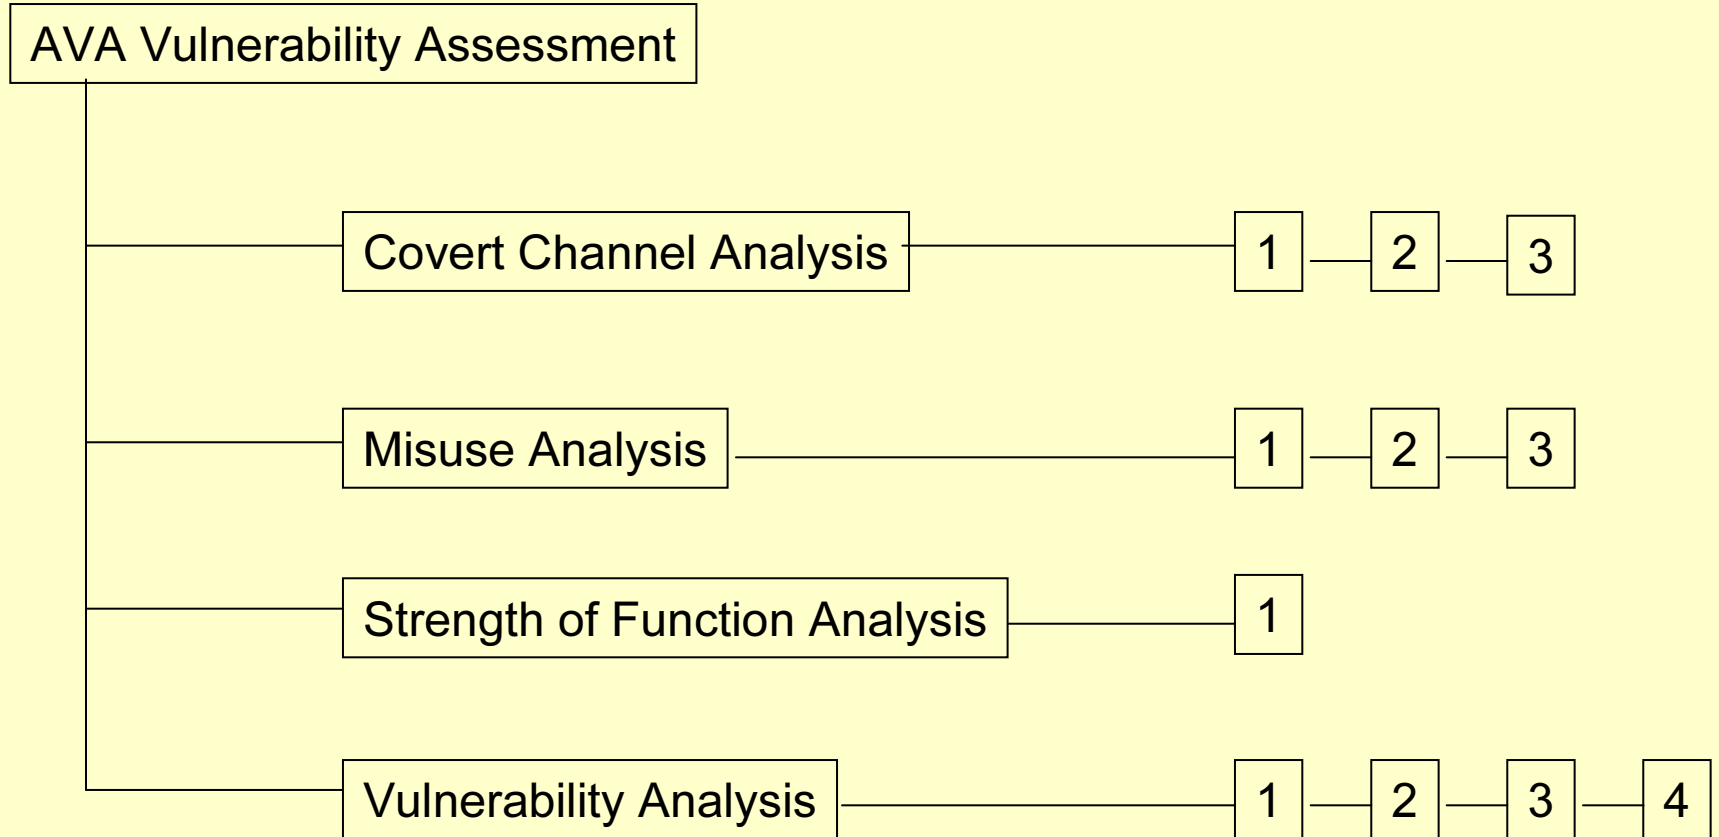 AVA Vulnerability Assessment
Covert Channel Analysis 1 2 3
Misuse Analysis 1 2 3
Strength of Function Analysis 1
Vulnerability Analysis 1 2 3 4